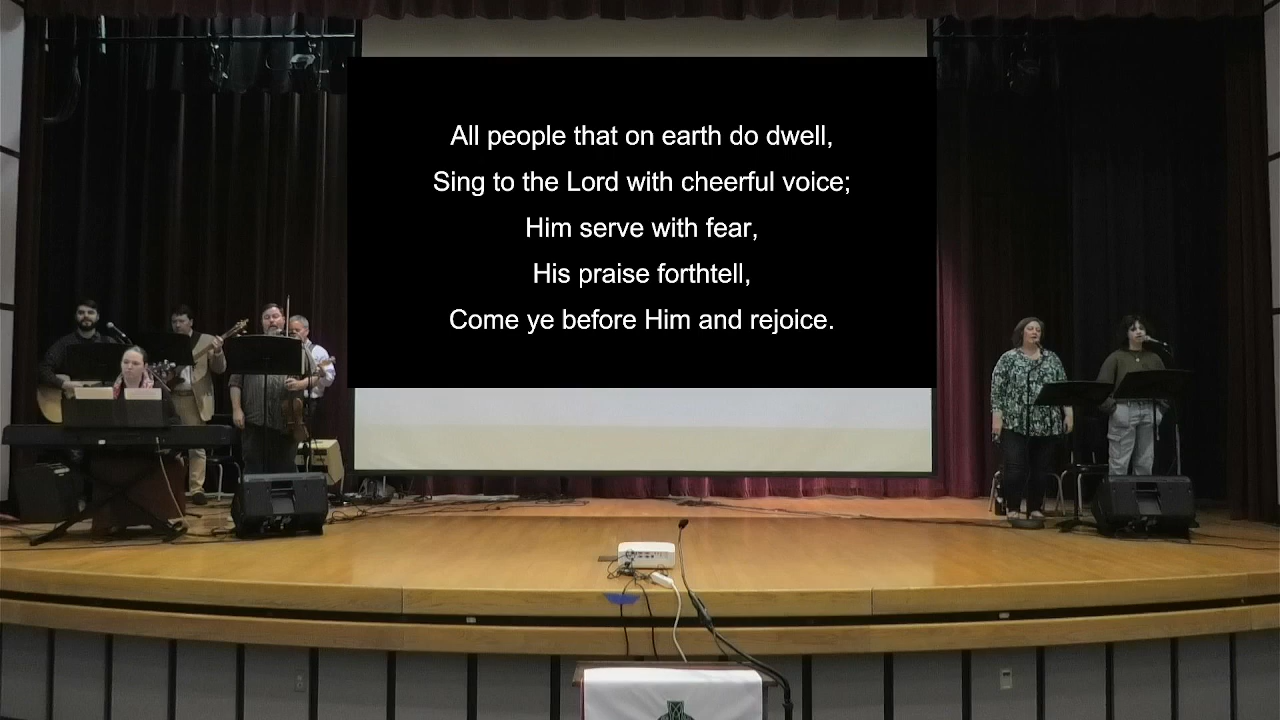 All people that on earth do dwell,
Sing to the Lord with cheerful voice;
Him serve with fear,
His praise forthtell,
Come ye before Him and rejoice.